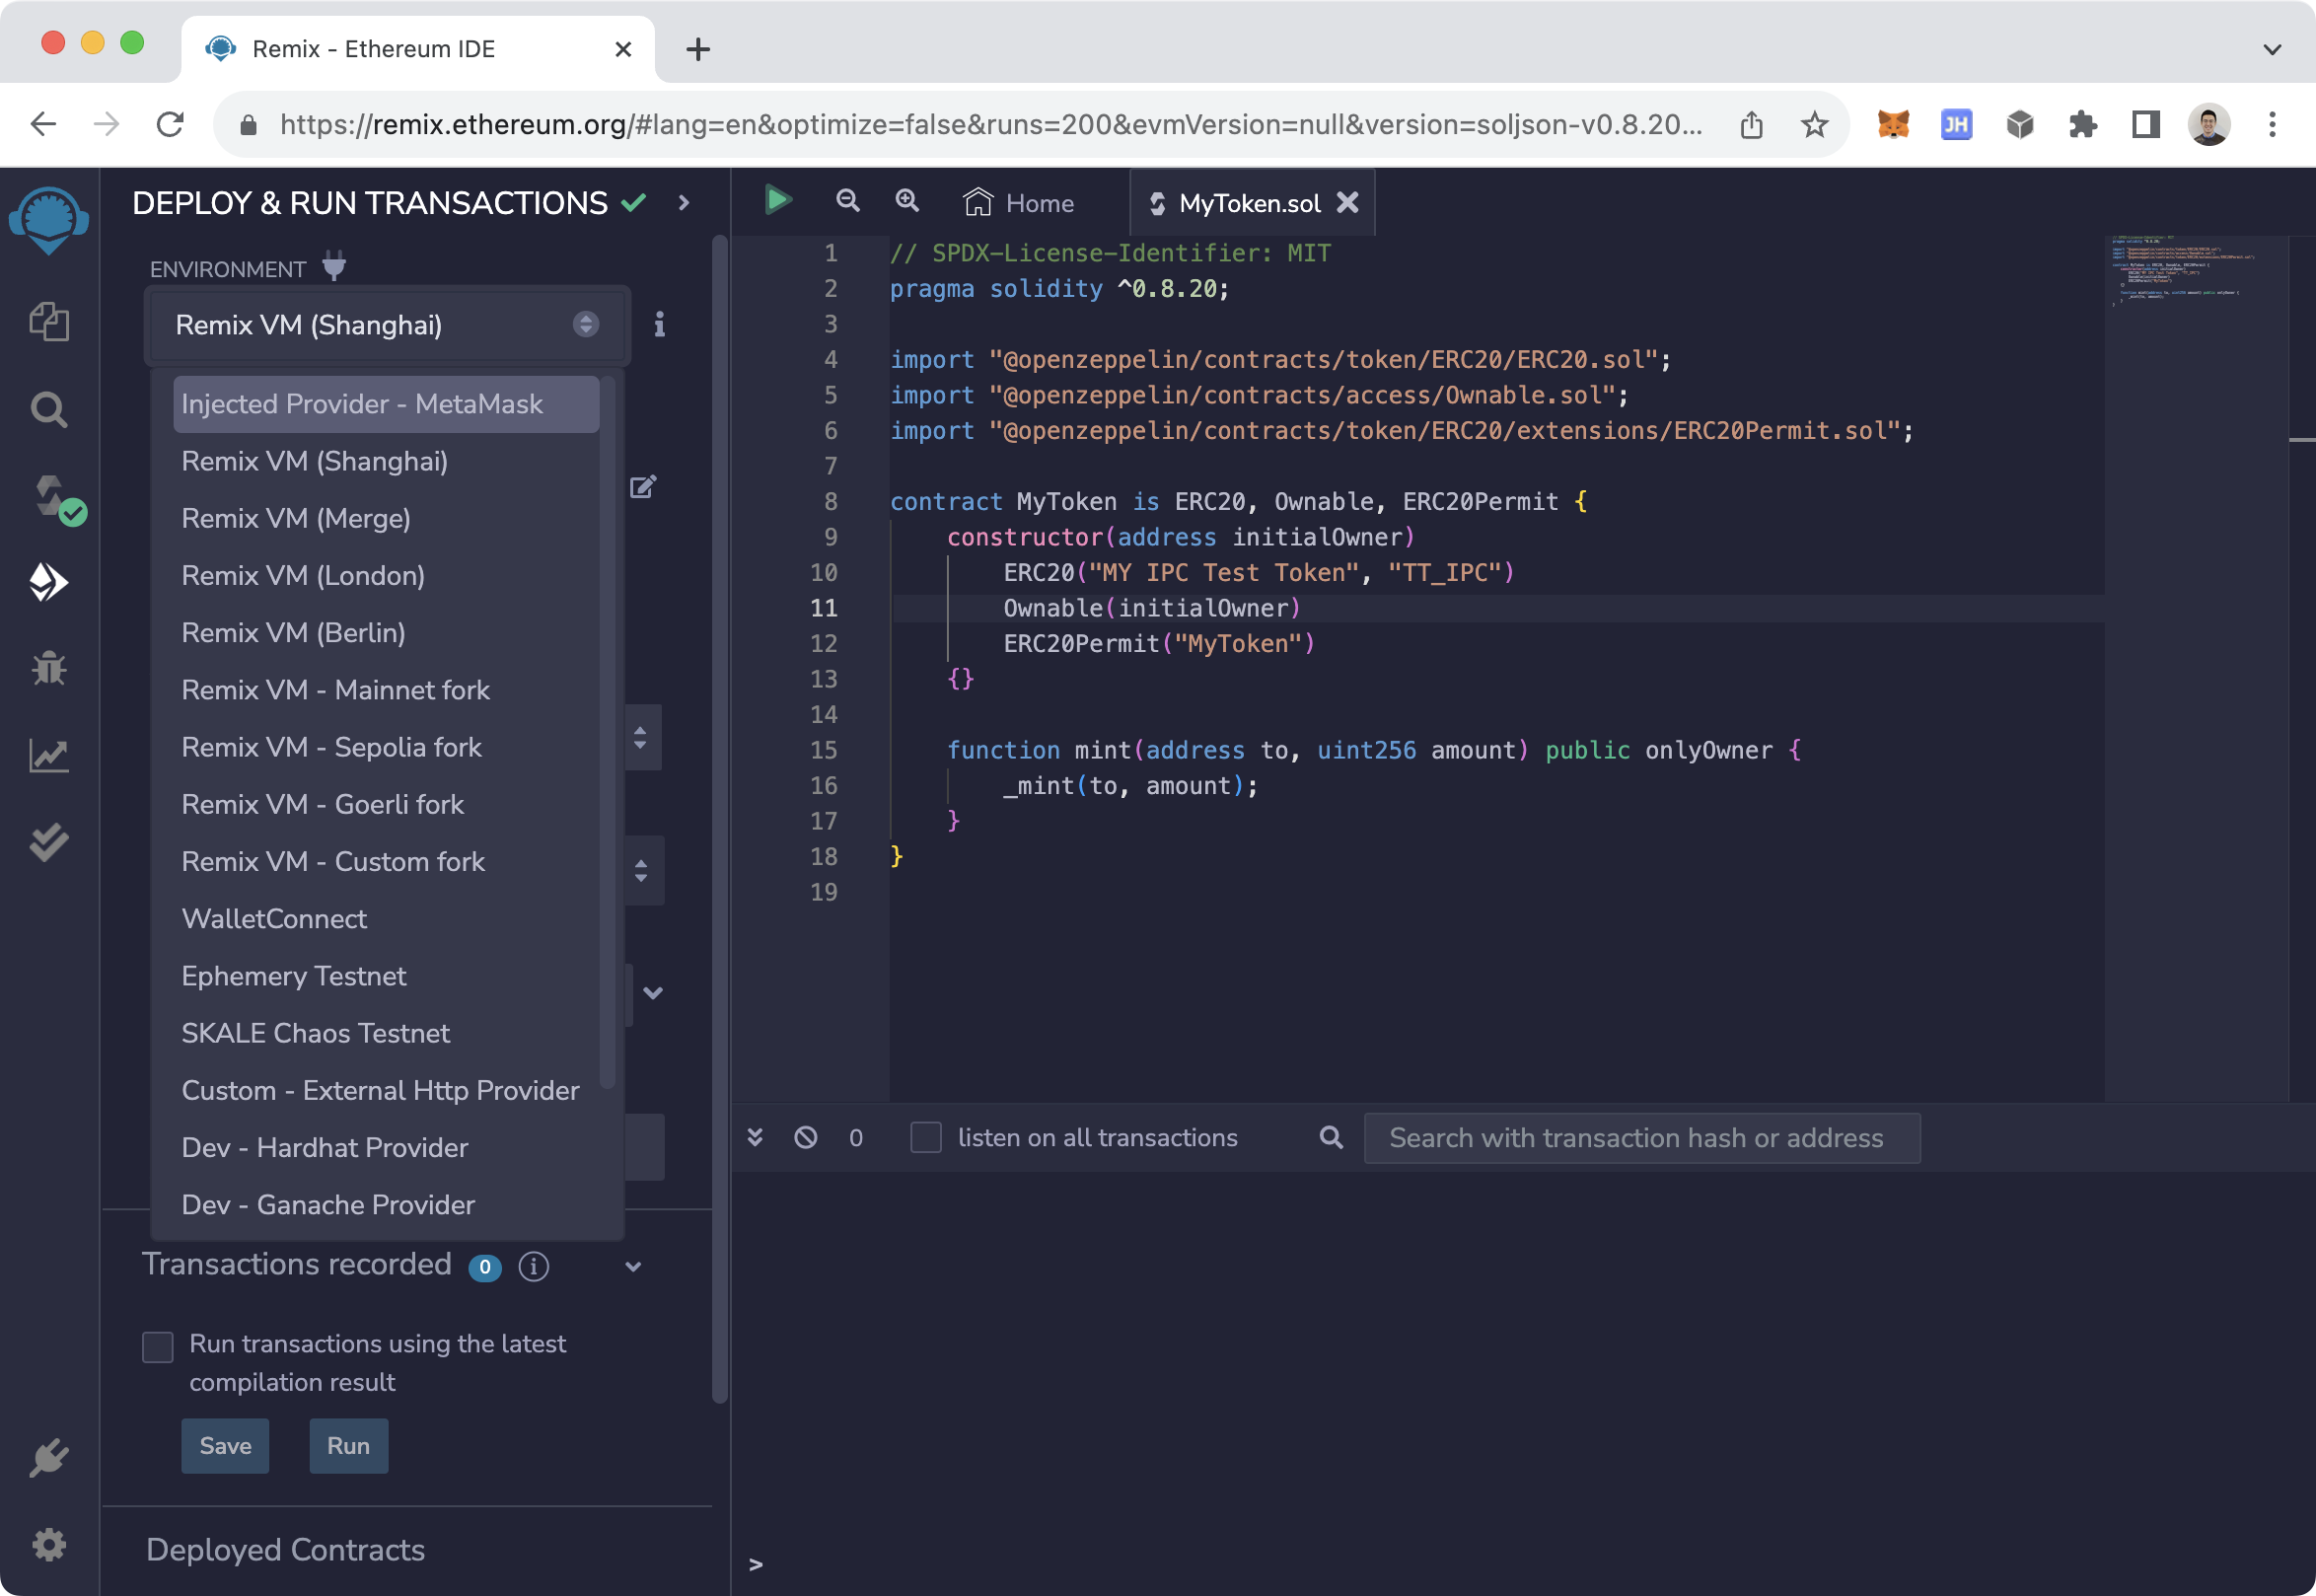 Remix - Ethereum IDE
https://remix.ethereum.org/#lang=en&optimize=false&runs=200&evmVersion=null&version=soljson-v0.8.20...
JH
DEPLOY & RUN TRANSACTIONS
ENVIRONMENT
Remix VM (Shanghai)
Injected Provider - MetaMask
Remix VM (Shanghai)
Remix VM (Merge)
Remix VM (London)
Remix VM (Berlin)
Remix VM - Mainnet fork
Remix VM - Sepolia fork
Remix VM - Goerli fork
Remix VM - Custom fork
WalletConnect
Ephemery Testnet
SKALE Chaos Testnet
Custom - External Http Provider
Dev - Hardhat Provider
Dev - Ganache Provider
Transactions recorded 0 i
Run transactions using the latest
compilation result
Save Run
Deployed Contracts
Home MyToken.sol
1 // SPDX-License-Identifier: MIT
2 pragma solidity ^0.8.20;
3
4 import "@openzeppelin/contracts/token/ERC20/ERC20.sol";
5 import "@openzeppelin/contracts/access/Ownable.sol";
6 import "@openzeppelin/contracts/token/ERC20/extensions/ERC20Permit.sol";
7
8 contract MyToken is ERC20, Ownable, ERC20Permit {
9 constructor(address initialOwner)
10 ERC20("MY IPC Test Token", "TT_IPC")
11 Ownable(initialOwner)
12 ERC20Permit("MyToken")
13 {}
14
15 function mint(address to, uint256 amount) public onlyOwner {
16 _mint(to, amount);
17 }
18 }
19
0 listen on all transactions Search with transaction hash or address
>